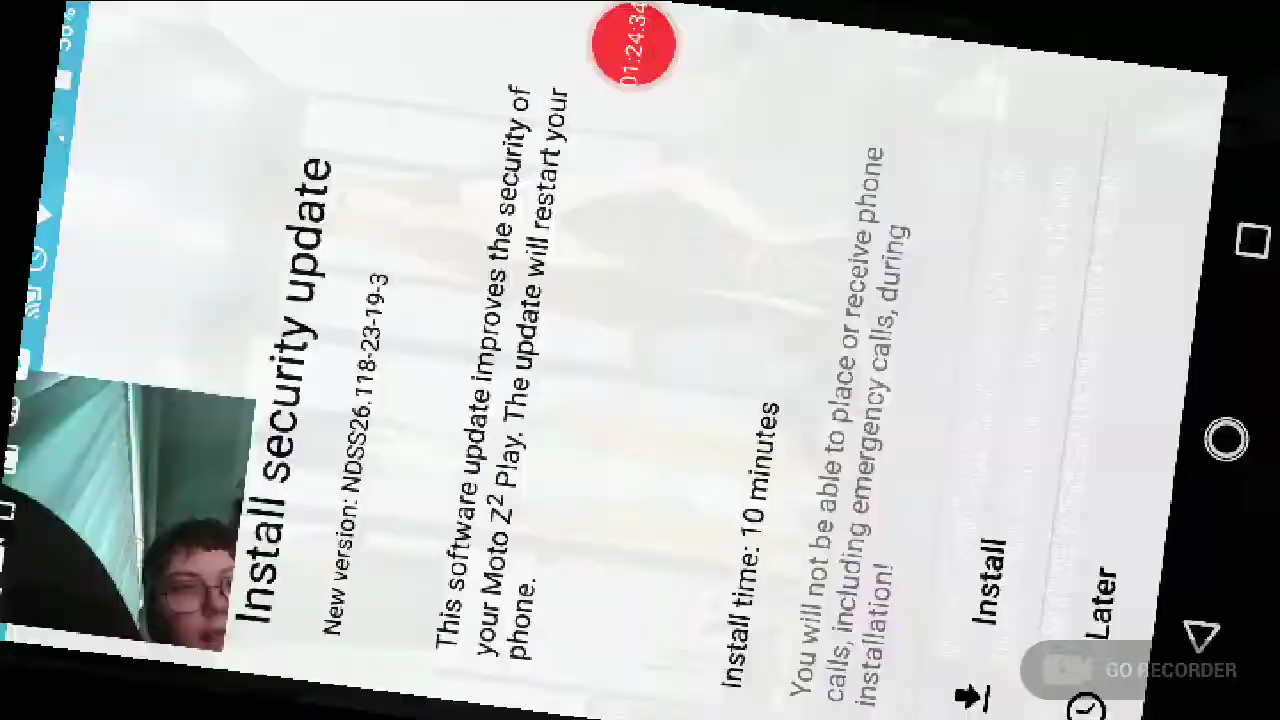 01:24:34
Install security update
New version: NDSS26.118-23-19-3
This software update improves the security of
your Moto Z² Play. The update will restart your
phone.
Install time: 10 minutes
You will not be able to place or receive phone
calls, including emergency calls, during
installation!
Install
Later
GO RECORDER